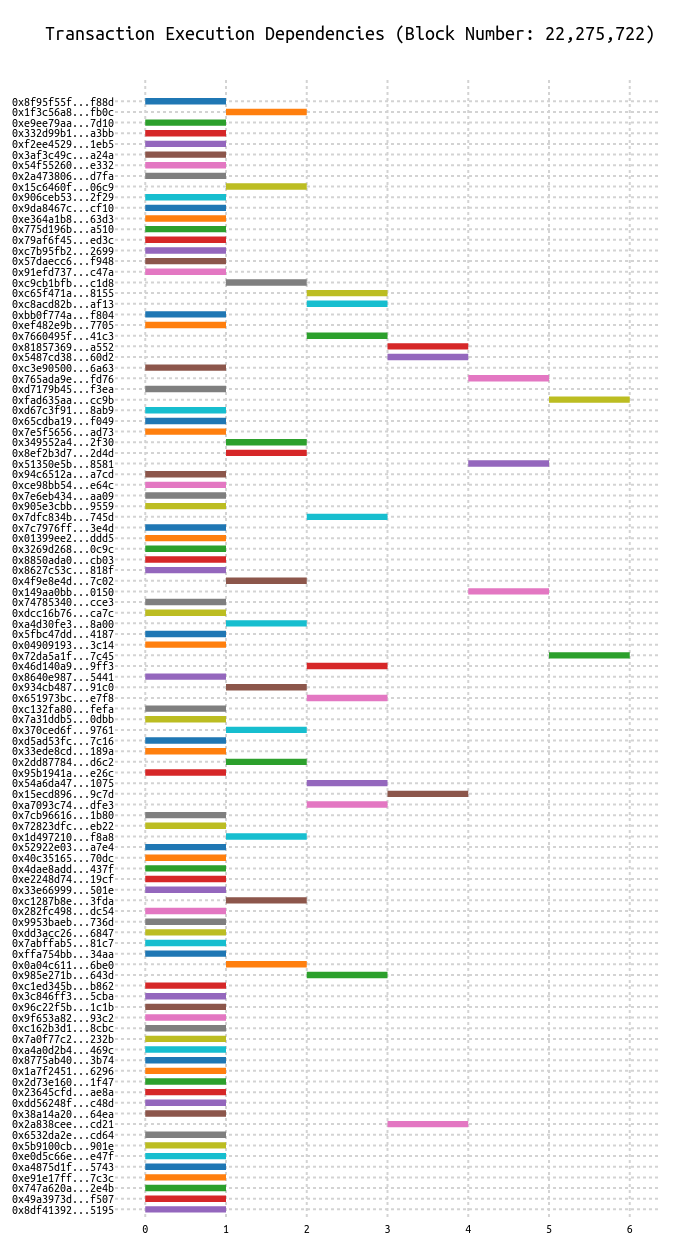 Transaction Execution Dependencies (Block Number: 22,275,722)
0x8f95f55f...f88d
0x1f3c56a8...fb0c
0xe9ee79aa...7d10
0x332d99b1...a3bb
0xf2ee4529...1eb5
0x3af3c49c...a24a
0x54f55260...e332
0x2a473806...d7fa
0x15c6460f...06c9
0x906ceb53...2f29
0x9da8467c...cf10
0xe364a1b8...63d3
0x775d196b...a510
0x79af6f45...ed3c
0xc7b95fb2...2699
0x57daecc6...f948
0x91efd737...c47a
0xc9cb1bfb...c1d8
0xc65f471a...8155
0xc8acd82b...af13
0xbb0f774a...f804
0xef482e9b...7705
0x7660495f...41c3
0x81857369...a552
0x5487cd38...60d2
0xc3e90500...6a63
0x765ada9e...fd76
0xd7179b45...f3ea
0xfad635aa...cc9b
0xd67c3f91...8ab9
0x65cdba19...f049
0x7e5f5656...ad73
0x349552a4...2f30
0x8ef2b3d7...2d4d
0x51350e5b...8581
0x94c6512a...a7cd
0xce98bb54...e64c
0x7e6eb434...aa09
0x905e3cbb...9559
0x7dfc834b...745d
0x7c7976ff...3e4d
0x01399ee2...ddd5
0x3269d268...0c9c
0x8850ada0...cb03
0x8627c53c...818f
0x4f9e8e4d...7c02
0x149aa0bb...0150
0x74785340...cce3
0xdcc16b76...ca7c
0xa4d30fe3...8a00
0x5fbc47dd...4187
0x04909193...3c14
0x72da5a1f...7c45
0x46d140a9...9ff3
0x8640e987...5441
0x934cb487...91c0
0x651973bc...e7f8
0xc132fa80...fefa
0x7a31ddb5...0dbb
0x370ced6f...9761
0xd5ad53fc...7c16
0x33ede8cd...189a
0x2dd87784...d6c2
0x95b1941a...e26c
0x54a6da47...1075
0x15ecd896...9c7d
0xa7093c74...dfe3
0x7cb96616...1b80
0x72823dfc...eb22
0x1d497210...f8a8
0x52922e03...a7e4
0x40c35165...70dc
0x4dae8add...437f
0xe2248d74...19cf
0x33e66999...501e
0xc1287b8e...3fda
0x282fc498...dc54
0x9953baeb...736d
0xdd3acc26...6847
0x7abffab5...81c7
0xffa754bb...34aa
0x0a04c611...6be0
0x985e271b...643d
0xc1ed345b...b862
0x3c846ff3...5cba
0x96c22f5b...1c1b
0x9f653a82...93c2
0xc162b3d1...8cbc
0x7a0f77c2...232b
0xa4a0d2b4...469c
0x8775ab40...3b74
0x1a7f2451...6296
0x2d73e160...1f47
0x23645cfd...ae8a
0xdd56248f...c48d
0x38a14a20...64ea
0x2a838cee...cd21
0x6532da2e...cd64
0x5b9100cb...901e
0xe0d5c66e...e47f
0xa4875d1f...5743
0xe91e17ff...7c3c
0x747a620a...2e4b
0x49a3973d...f507
0x8df41392...5195
0 1 2 3 4 5 6